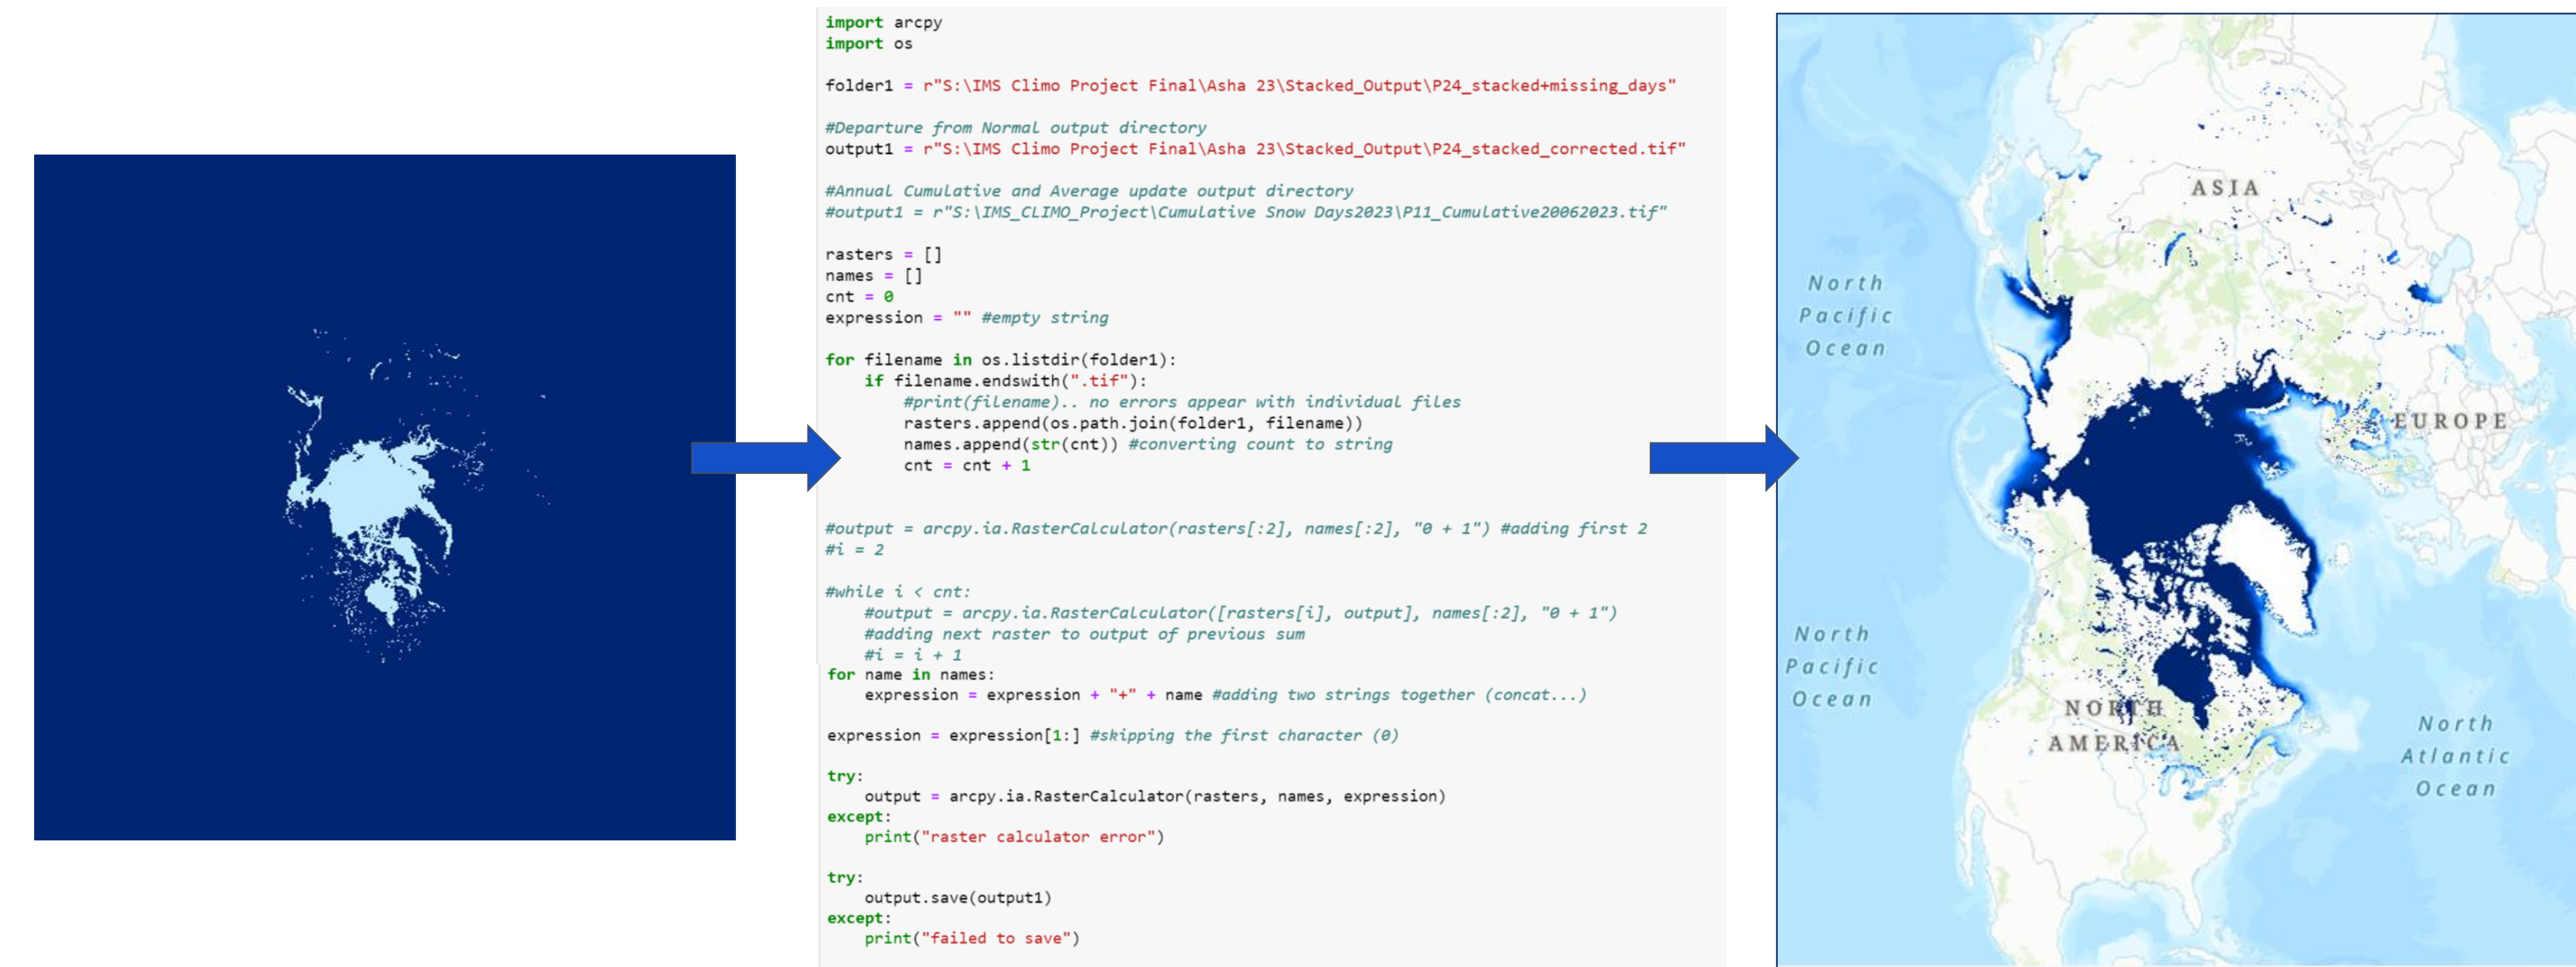 import arcpy
import os
folder1 = r"S:\IMS Climo Project Final\Asha 23\Stacked_Output\P24_stacked+missing_days"
#Departure from Normal output directory
output1 = r"S:\IMS Climo Project Final\Asha 23\Stacked_Output\P24_stacked_corrected.tif"
#Annual Cumulative and Average update output directory
#output1 = r"S:\IMS_CLIMO_Project\Cumulative Snow Days2023\P11_Cumulative20062023.tif"
rasters = []
names = []
cnt = 0
expression = "" #empty string
for filename in os.listdir(folder1):
    if filename.endswith(".tif"):
        #print(filename).. no errors appear with individual files
        rasters.append(os.path.join(folder1, filename))
        names.append(str(cnt)) #converting count to string
        cnt = cnt + 1
#output = arcpy.ia.RasterCalculator(rasters[:2], names[:2], "0 + 1") #adding first 2
#i = 2
#while i < cnt:
    #output = arcpy.ia.RasterCalculator([rasters[i], output], names[:2], "0 + 1")
    #adding next raster to output of previous sum
    #i = i + 1
for name in names:
    expression = expression + "+" + name #adding two strings together (concat...)
expression = expression[1:] #skipping the first character (0)
try:
    output = arcpy.ia.RasterCalculator(rasters, names, expression)
except:
    print("raster calculator error")
try:
    output.save(output1)
except:
    print("failed to save")
ASIA
North
Pacific
Ocean
EUROPE
North
Pacific
Ocean
NORTH
AMERICA
North
Atlantic
Ocean